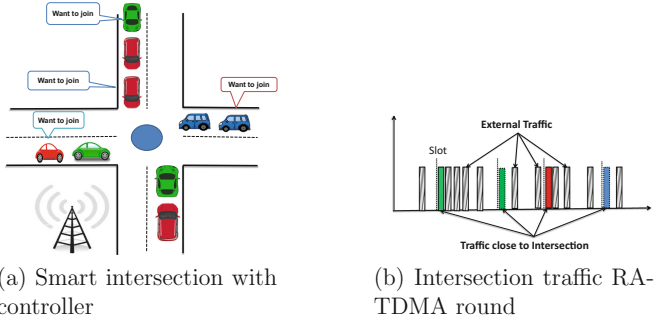 Want to join
Want to join
Want to join
Want to join
External Traffic
Slot
Traffic close to Intersection
(a) Smart intersection with
controller
(b) Intersection traffic RA-
TDMA round